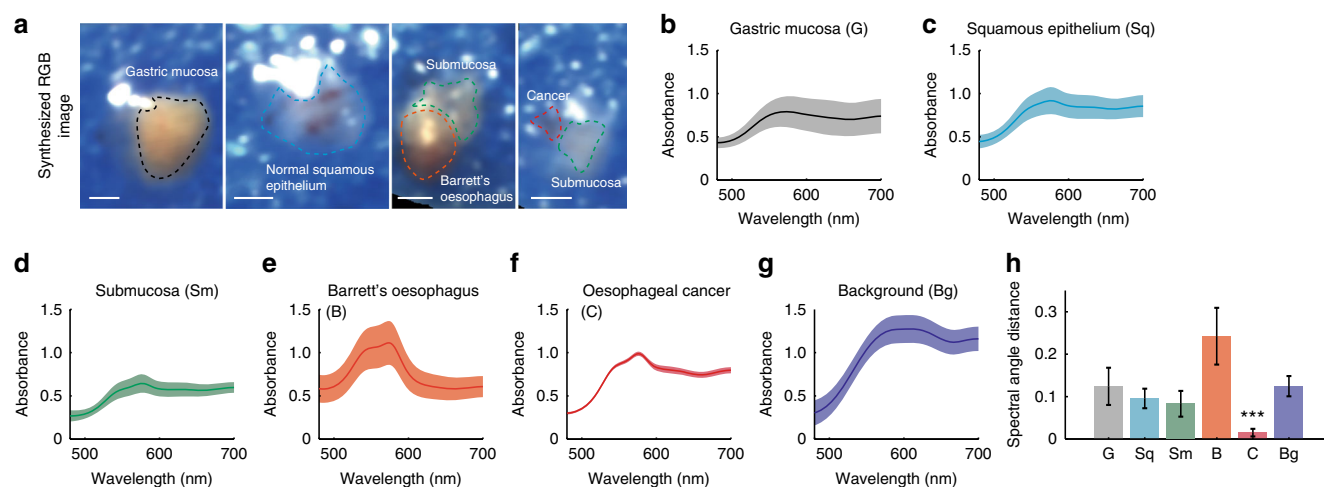 a
Synthesized RGB
image
Gastric mucosa
Normal squamous
epithelium
Submucosa
Barrett's
oesophagus
Cancer
Submucosa
b
Gastric mucosa (G)
1.5
1.0
0.5
0
Absorbance
500
600
700
Wavelength (nm)
c
Squamous epithelium (Sq)
1.5
1.0
0.5
0
Absorbance
500
600
700
Wavelength (nm)
d
Submucosa (Sm)
1.5
1.0
0.5
0
Absorbance
500
600
700
Wavelength (nm)
e
Barrett's oesophagus
(B)
1.5
1.0
0.5
0
Absorbance
500
600
700
Wavelength (nm)
f
Oesophageal cancer
(C)
1.5
1.0
0.5
0
Absorbance
500
600
700
Wavelength (nm)
g
Background (Bg)
1.5
1.0
0.5
0
Absorbance
500
600
700
Wavelength (nm)
h
Spectral angle distance
0.3
0.2
0.1
0
***
G Sq Sm B C Bg